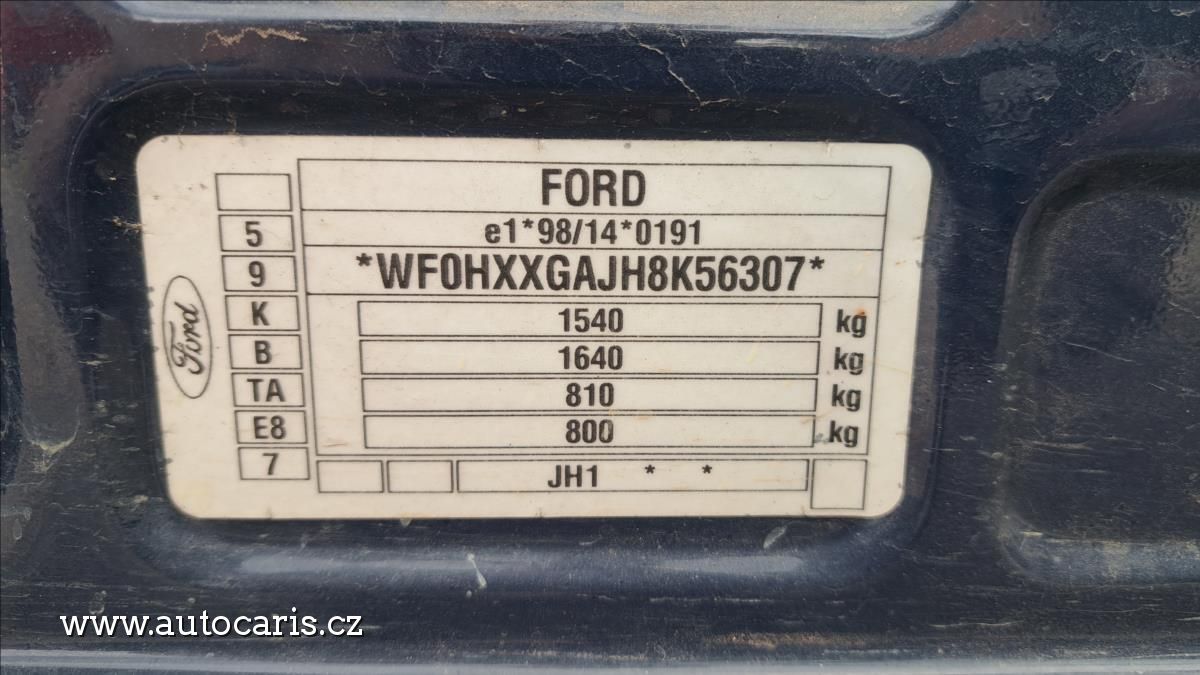 FORD
5
e1*98/14*0191
9
*WF0HXXGAJH8K56307*
K
1540 kg
B
1640 kg
TA
810 kg
E8
800 kg
7
JH1 * *
Ford
www.autocaris.cz